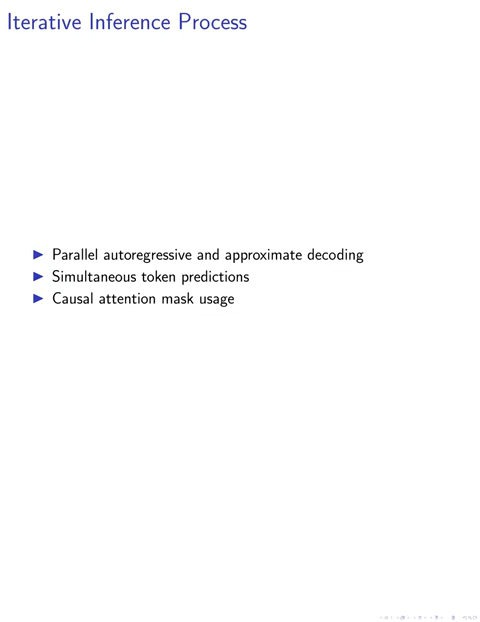 Iterative Inference Process
Parallel autoregressive and approximate decoding
Simultaneous token predictions
Causal attention mask usage